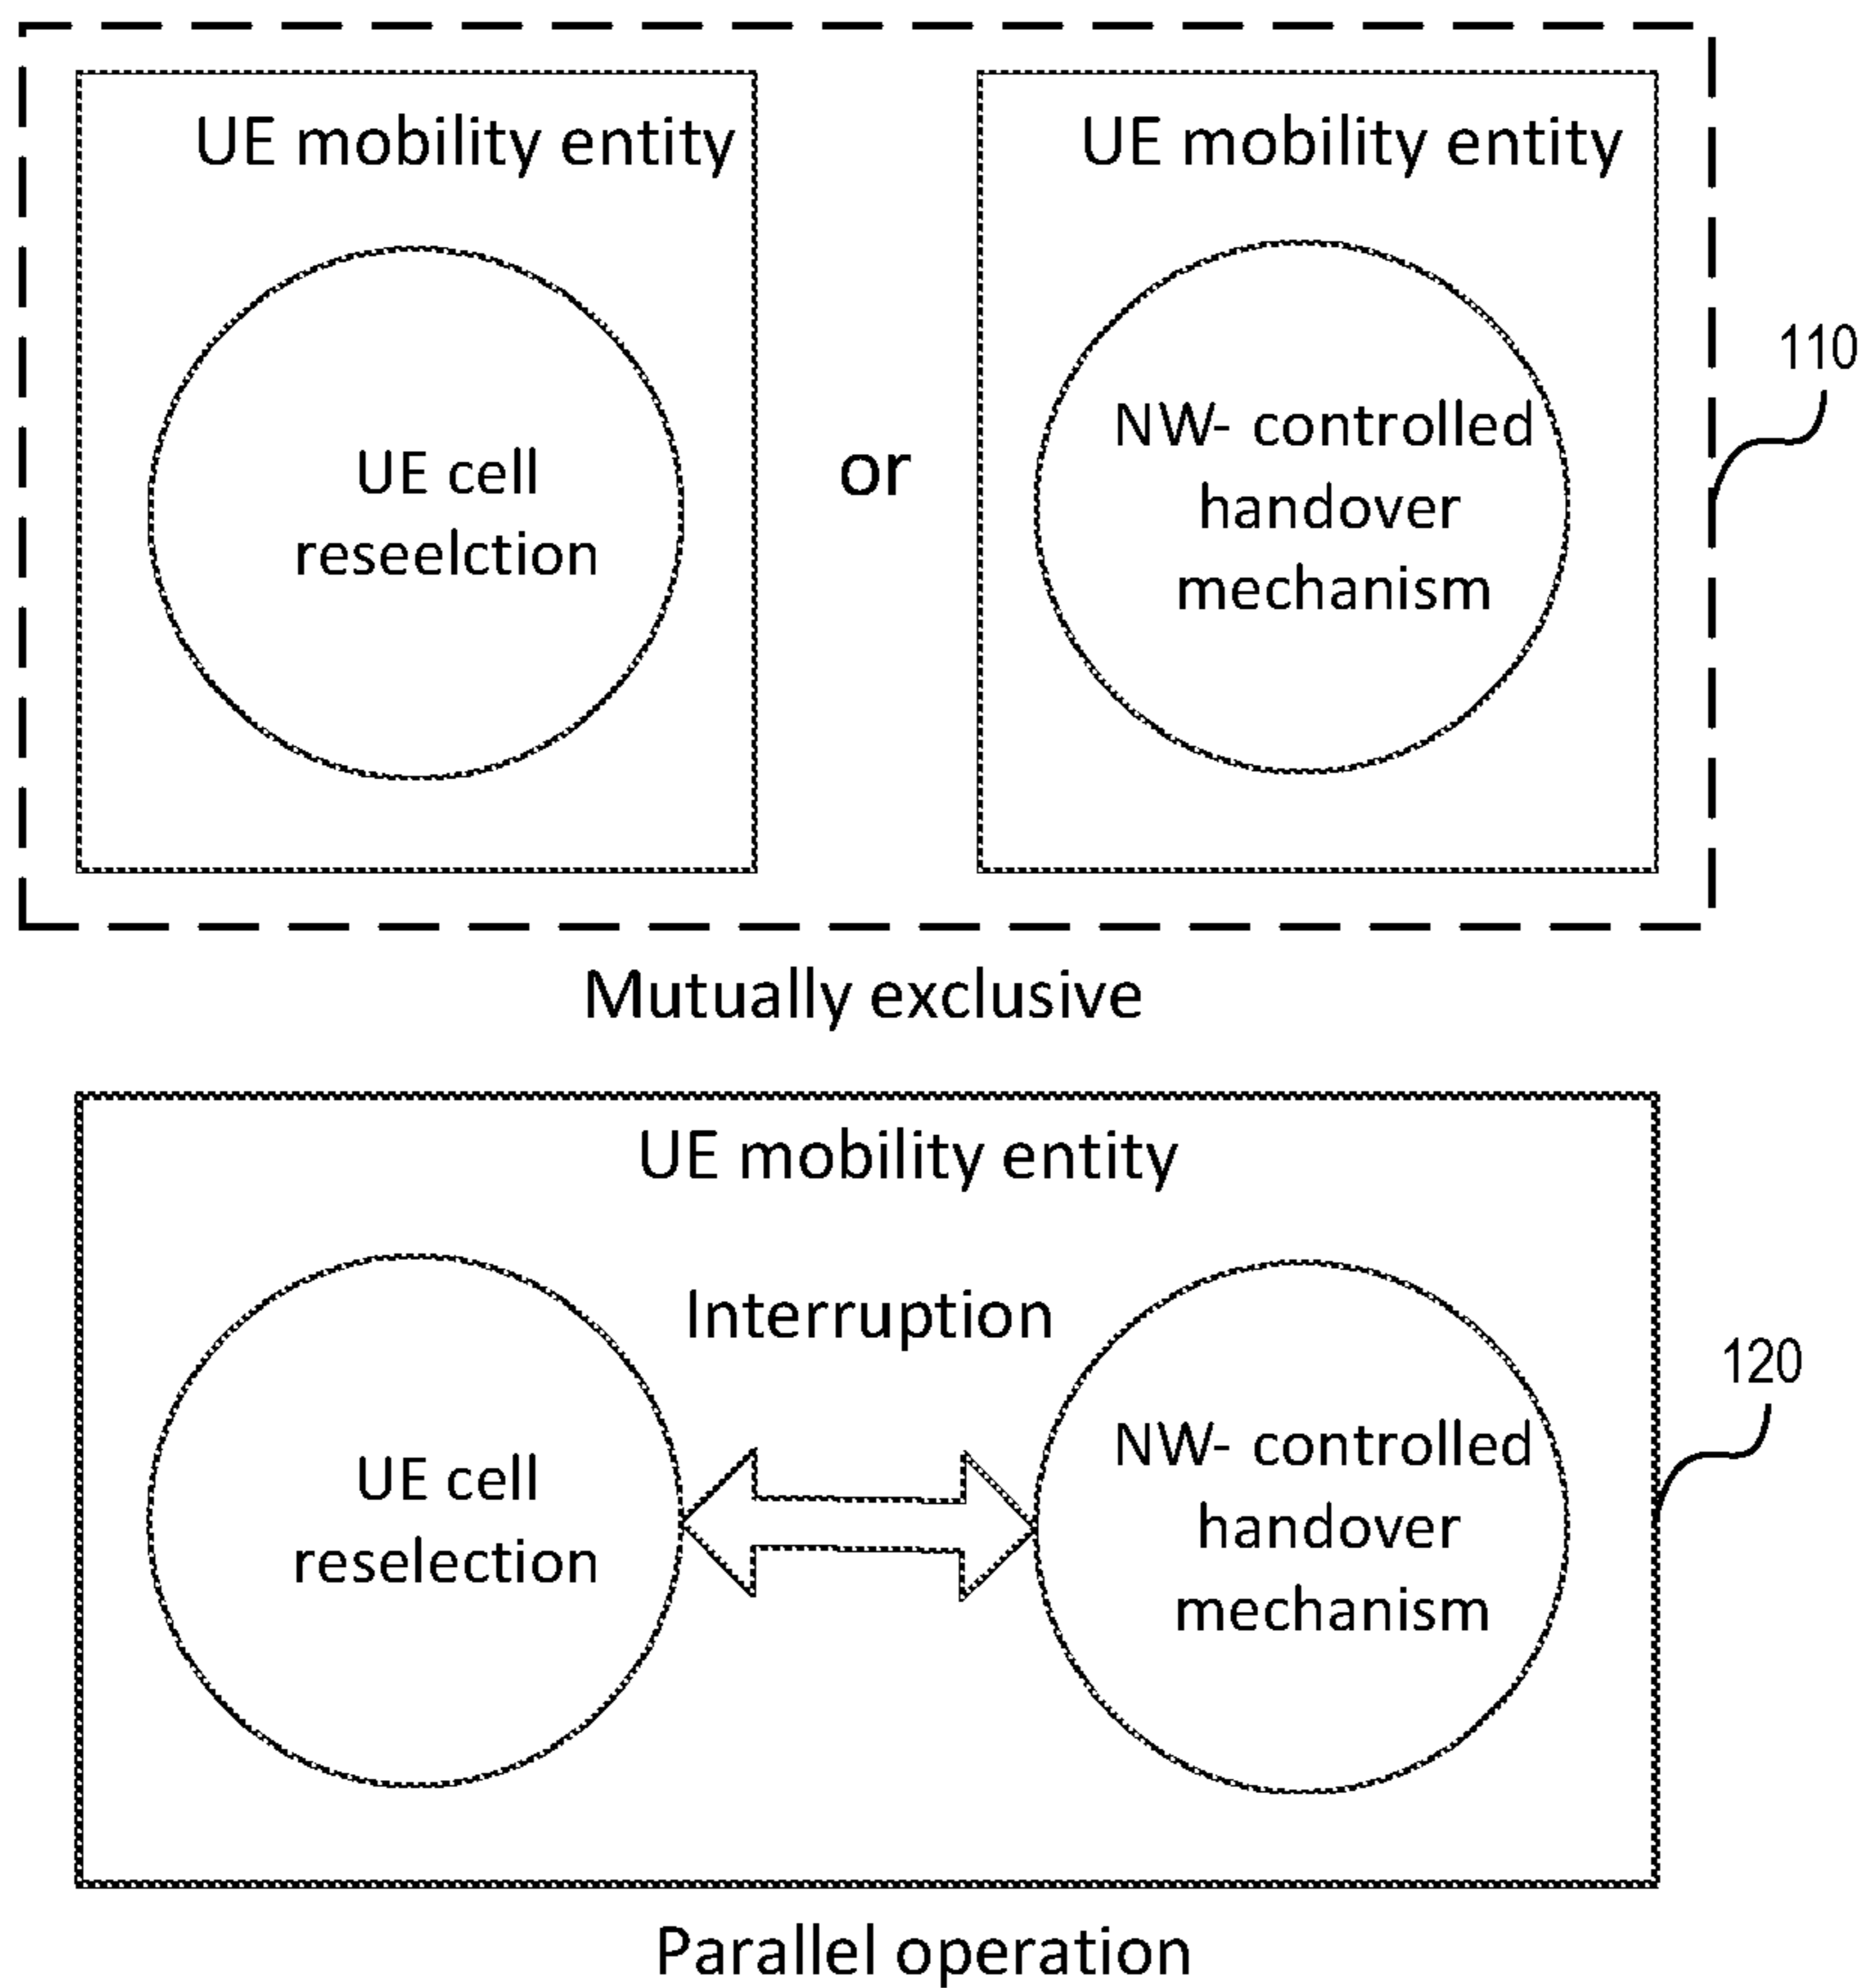 UE mobility entity
UE mobility entity
UE cell
reseelction
or
NW- controlled
handover
mechanism
110
Mutually exclusive
UE mobility entity
Interruption
UE cell
reselection
NW- controlled
handover
mechanism
120
Parallel operation